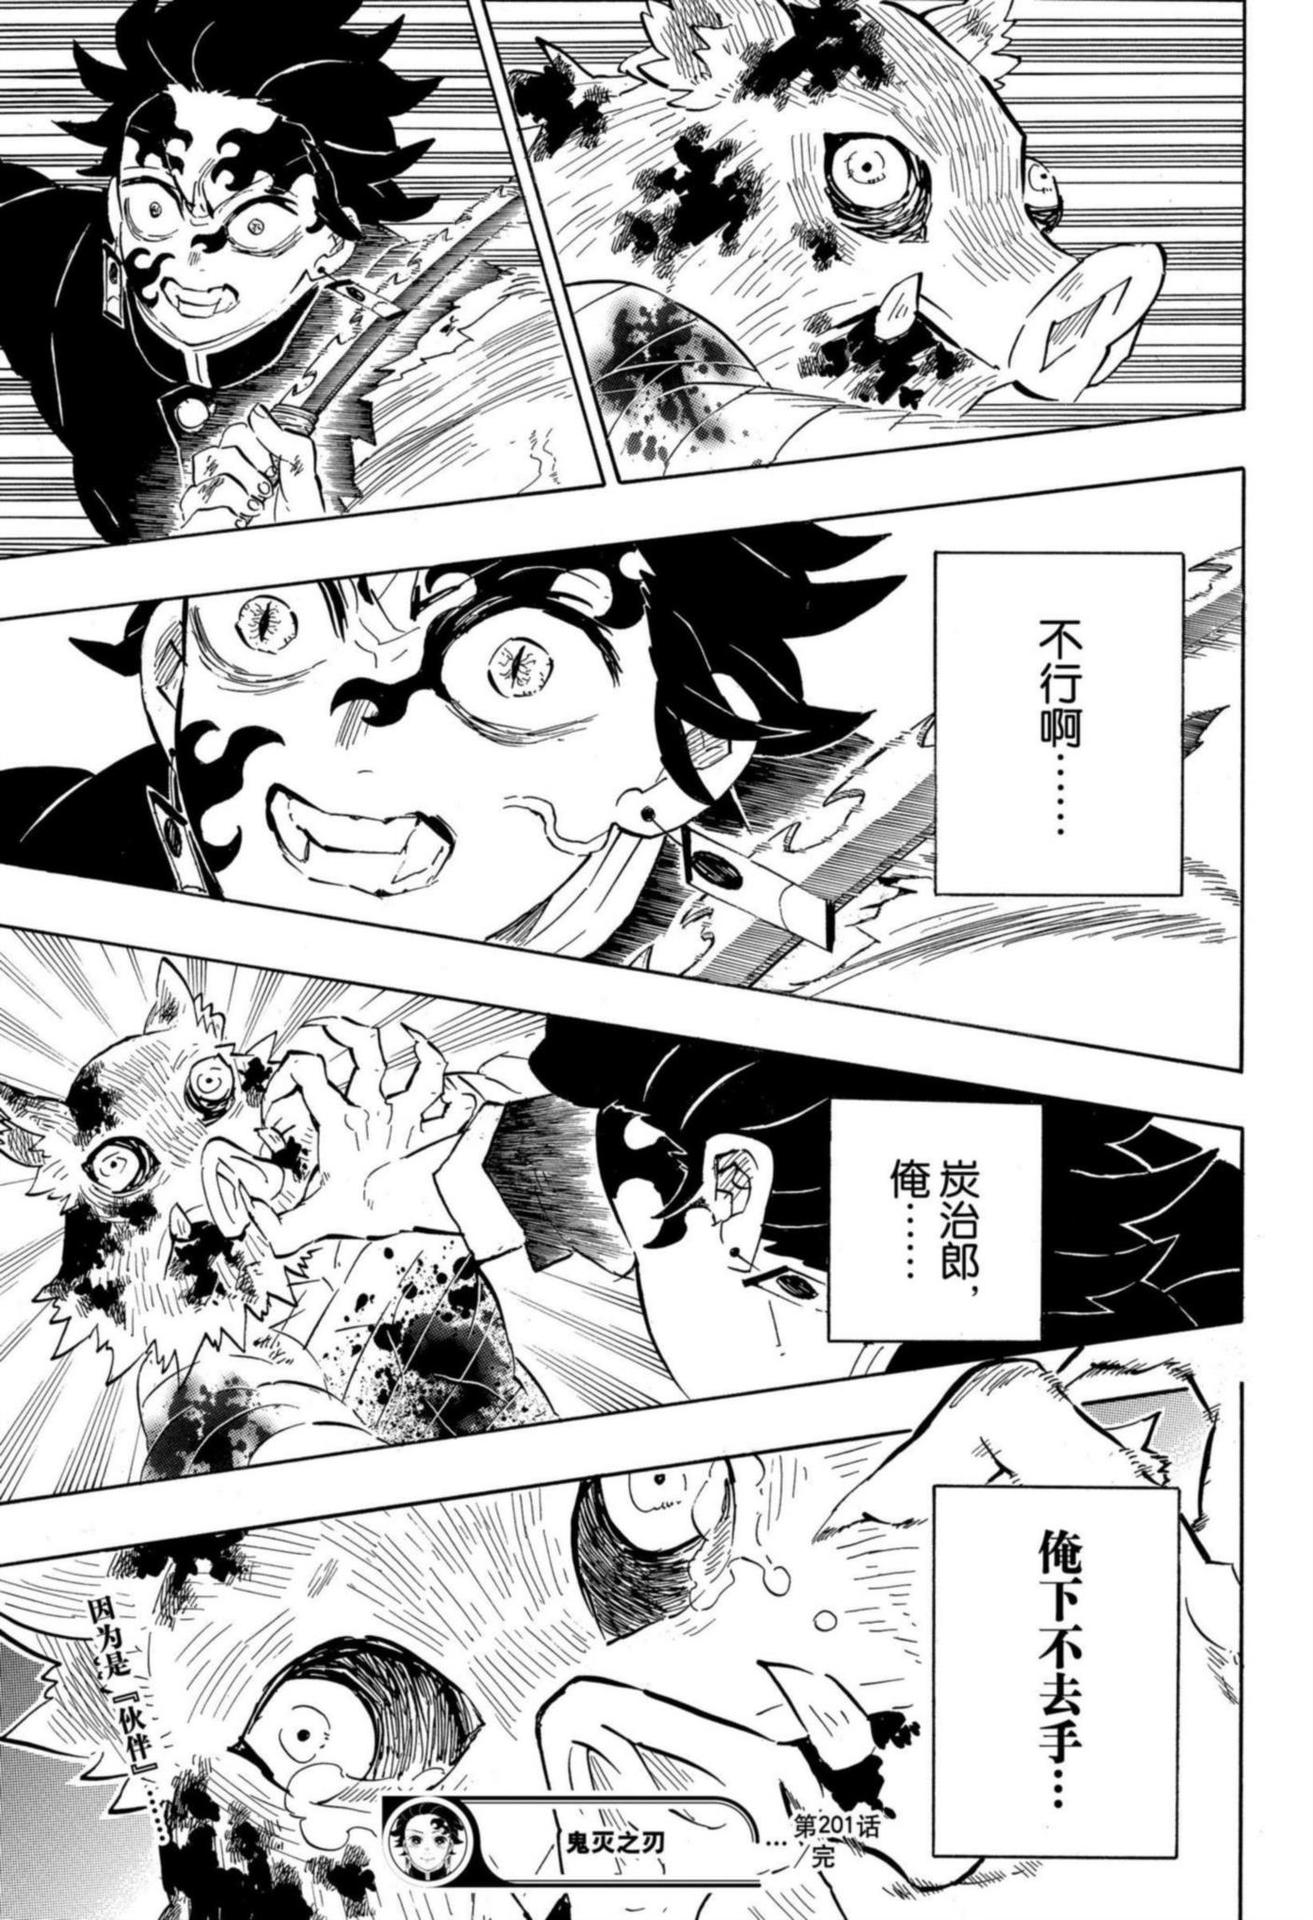 不行啊……
炭治郎，
俺……
俺下不去手…
因为是『伙伴』……
鬼灭之刃
… 第201话
完